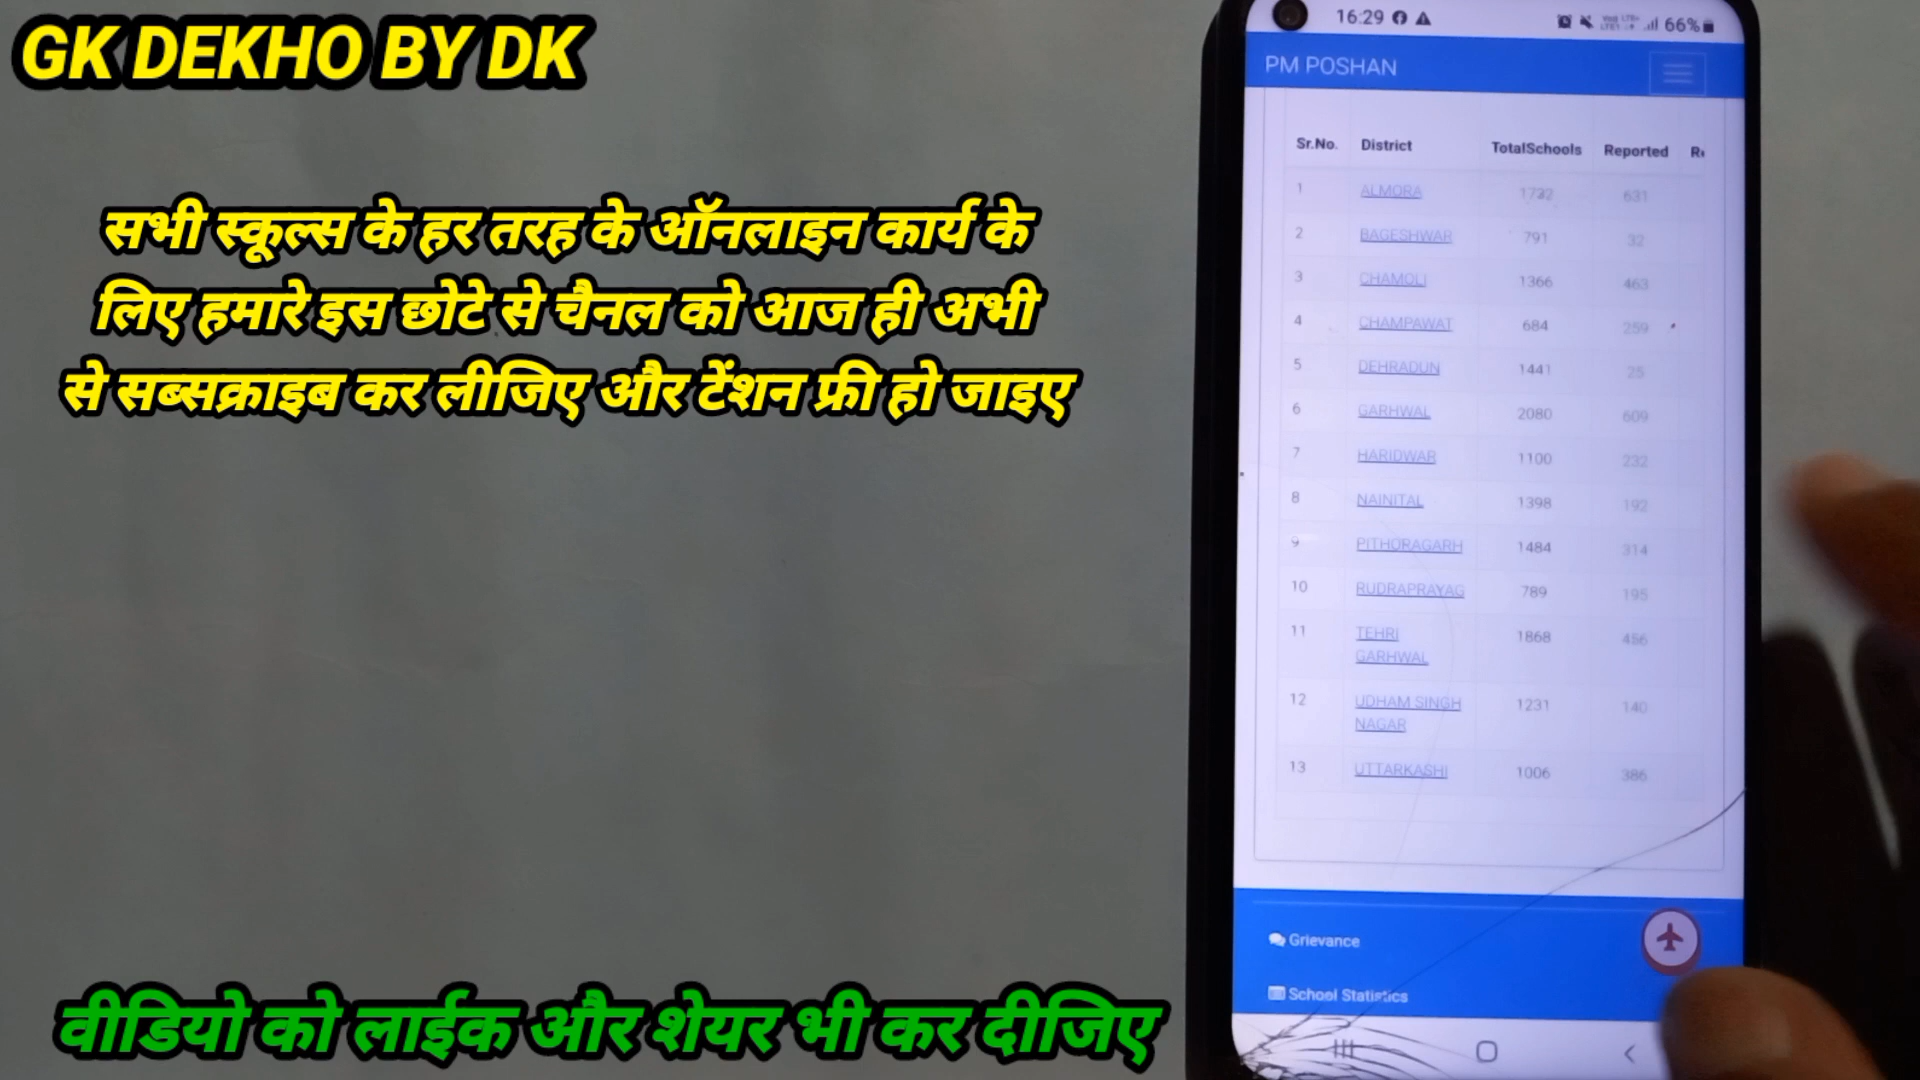 GK DEKHO BY DK
सभी स्कूल्स के हर तरह के ऑनलाइन कार्य के
लिए हमारे इस छोटे से चैनल को आज ही अभी
से सब्सक्राइब कर लीजिए और टेंशन फ्री हो जाइए
वीडियो को लाईक और शेयर भी कर दीजिए
16:29 66%
PM POSHAN
Sr.No. District TotalSchools Reported
1 ALMORA 1732 631
2 BAGESHWAR 791 32
3 CHAMOLI 1366 463
4 CHAMPAWAT 684 259
5 DEHRADUN 1441 25
6 GARHWAL 2080 609
7 HARIDWAR 1100 232
8 NAINITAL 1398 192
9 PITHORAGARH 1484 314
10 RUDRAPRAYAG 789 195
11 TEHRI 1868 456
GARHWAL
12 UDHAM SINGH 1231 140
NAGAR
13 UTTARKASHI 1006 386
Grievance
School Statistics